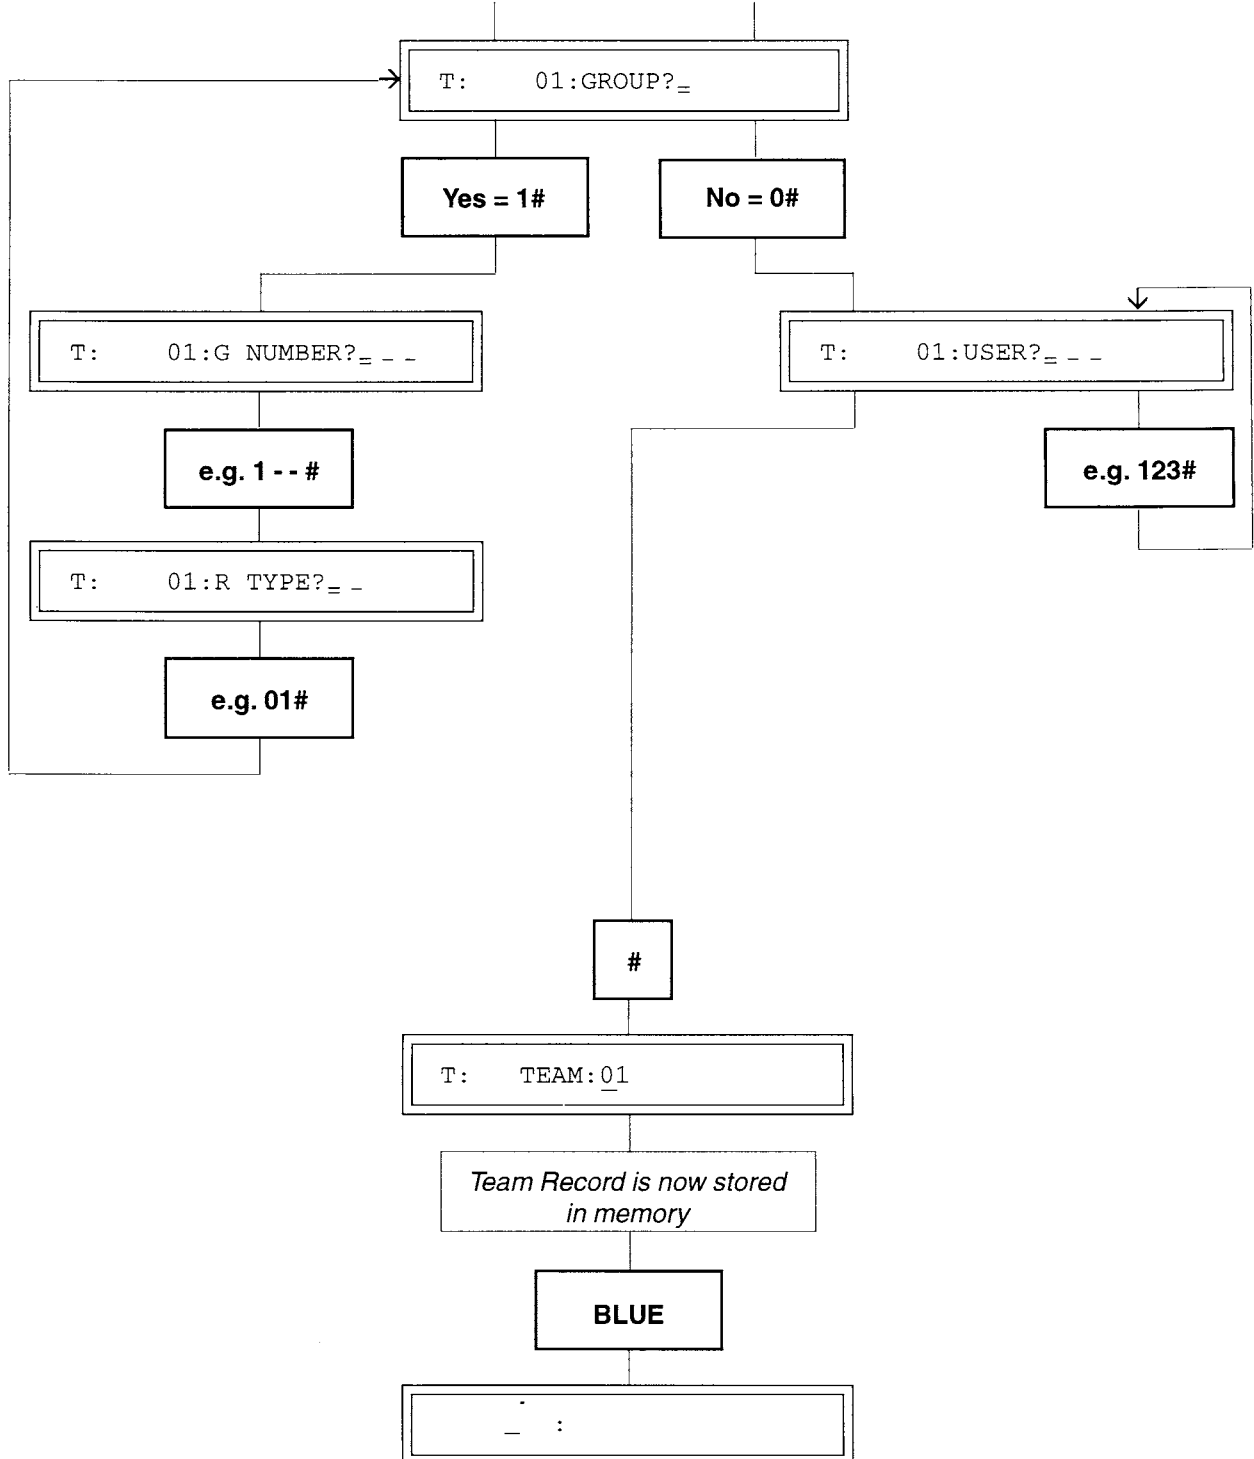 T: 01:GROUP?_
Yes = 1#
No = 0#
T: 01:G NUMBER?_ _ _
T: 01:USER?_ _ _
e.g. 1 - - #
e.g. 123#
T: 01:R TYPE?_ _
e.g. 01#
#
T: TEAM:01
Team Record is now stored
in memory
BLUE
_ :